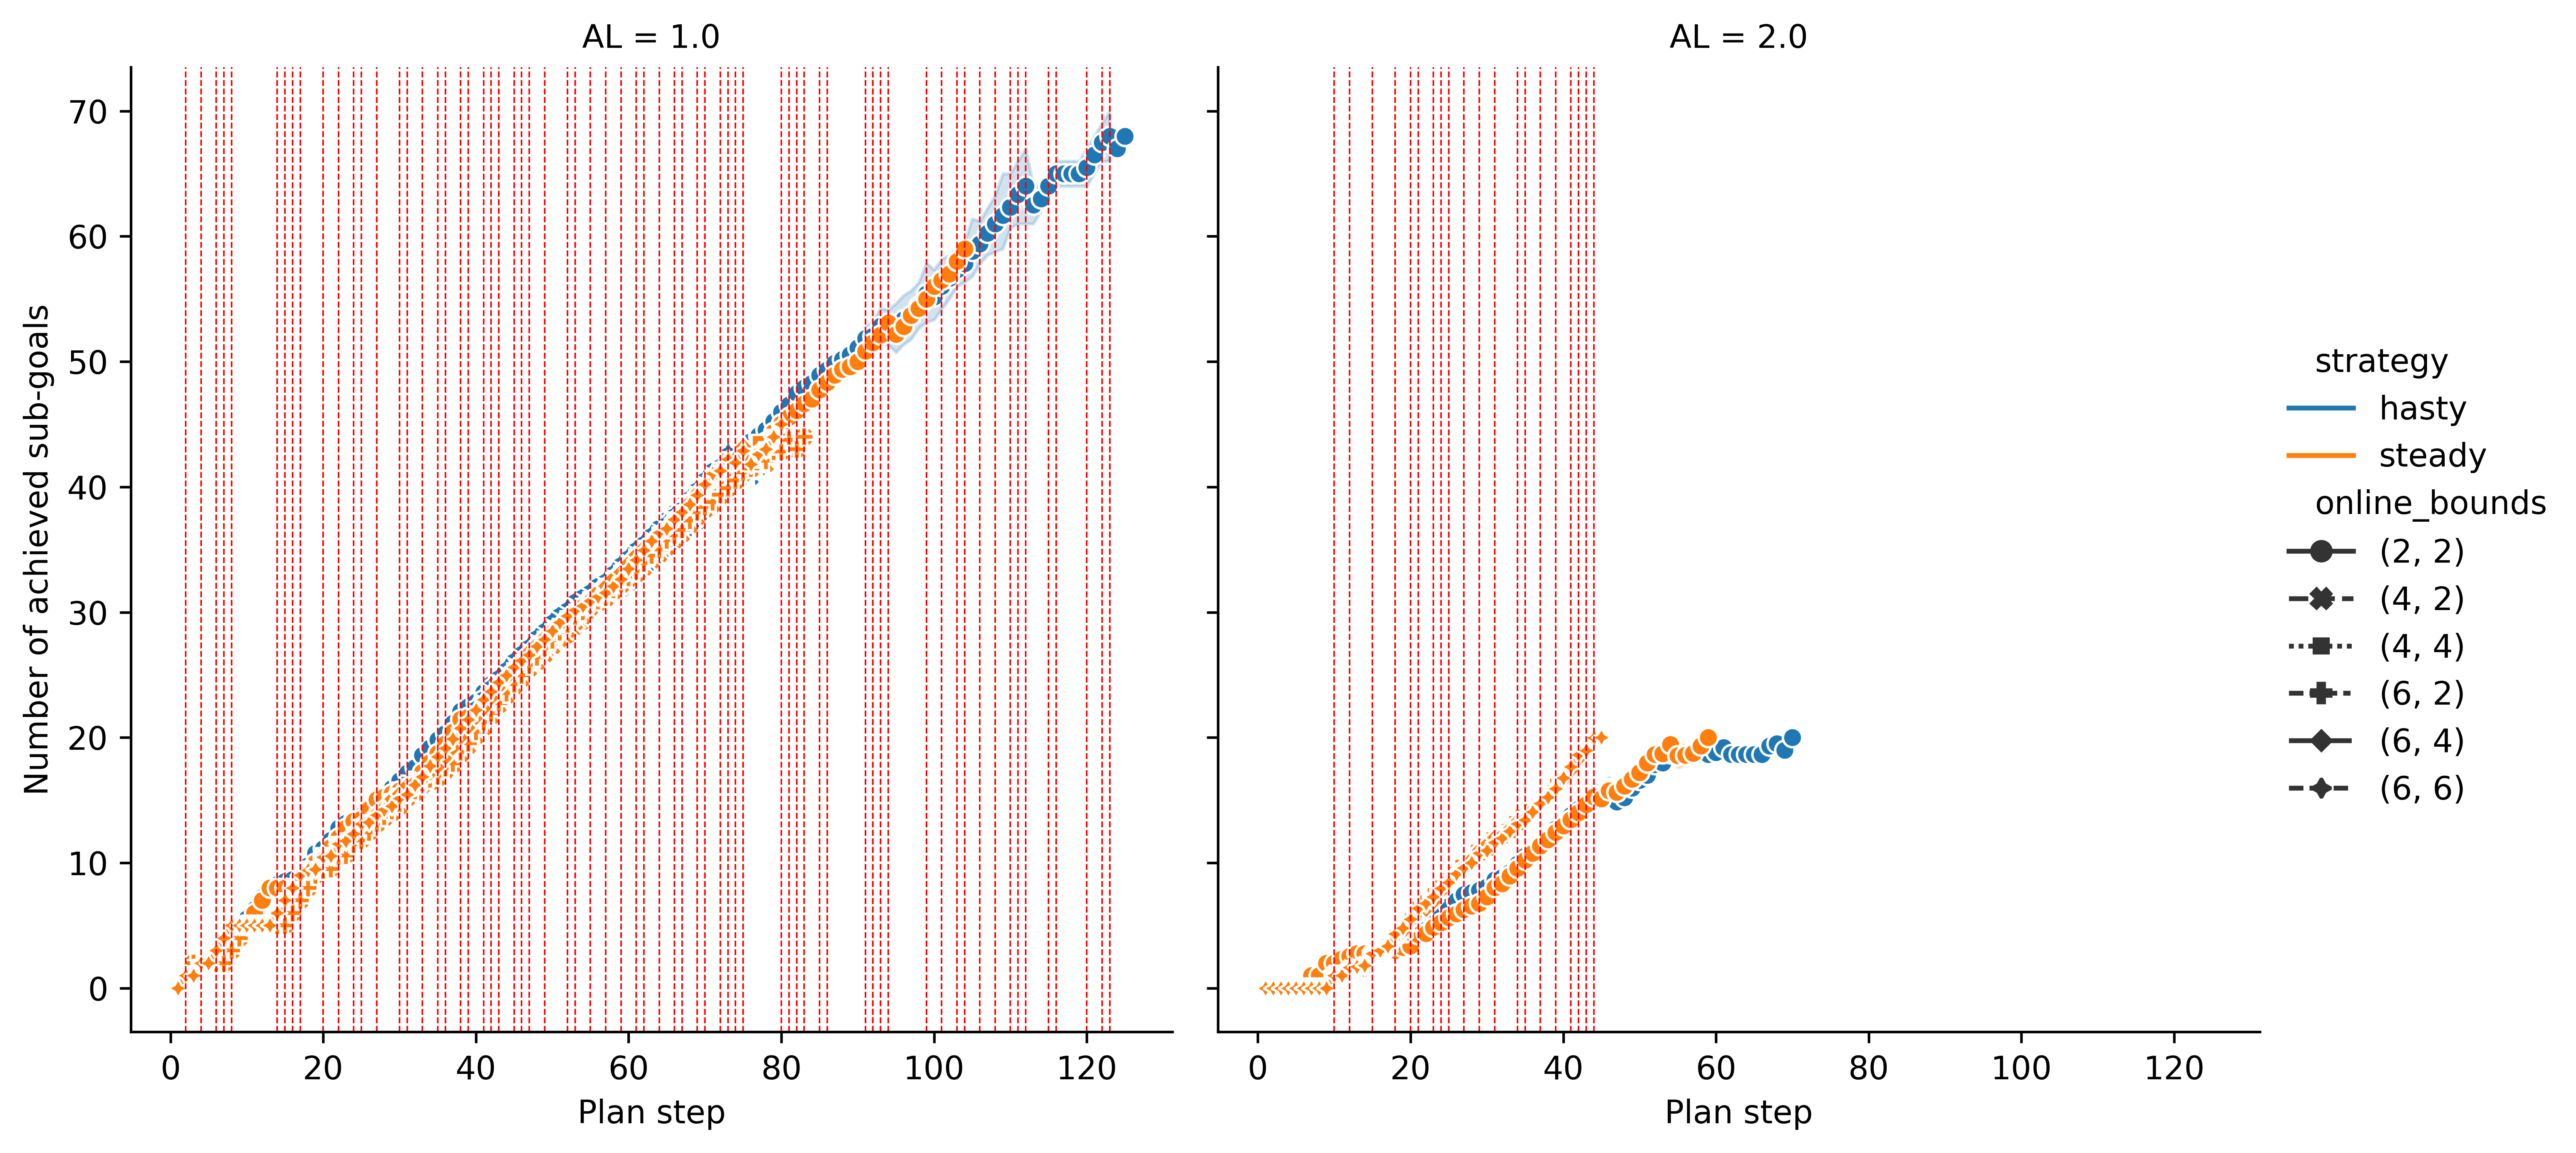 AL = 1.0
AL = 2.0
Number of achieved sub-goals
70
60
50
40
30
20
10
0
0 20 40 60 80 100 120
0 20 40 60 80 100 120
Plan step
Plan step
strategy
hasty
steady
online_bounds
(2, 2)
(4, 2)
(4, 4)
(6, 2)
(6, 4)
(6, 6)